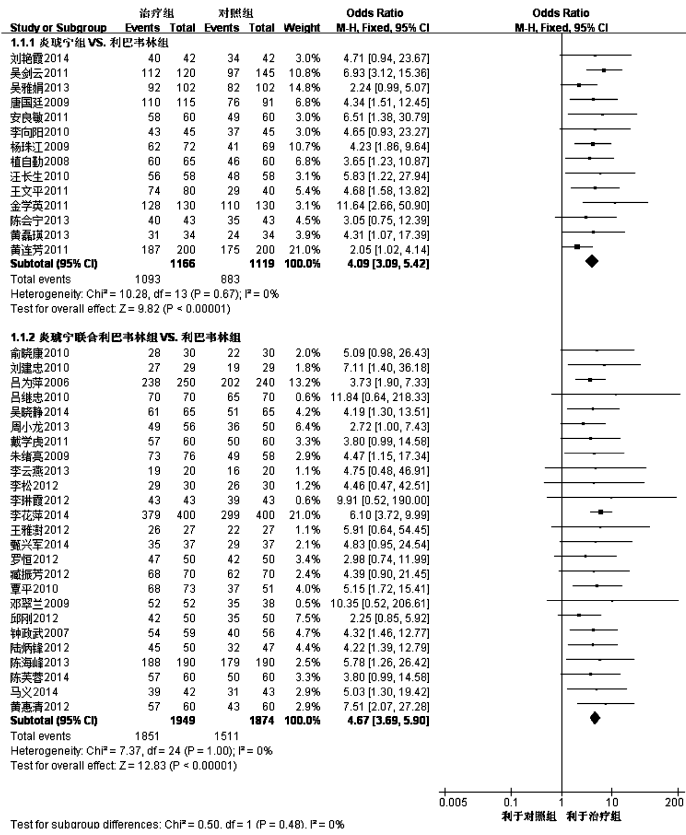 治疗组 对照组 Odds Ratio Odds Ratio
Study or Subgroup Events Total Events Total Weight M-H, Fixed, 95% CI M-H, Fixed, 95% CI
1.1.1 炎琥宁组 VS. 利巴韦林组
刘艳霞2014 40 42 34 42 3.0% 4.71 [0.94, 23.67]
吴剑云2011 112 120 97 145 13.6% 6.93 [3.12, 15.36]
吴雅娟2013 92 102 82 102 17.0% 2.24 [0.99, 5.07]
唐国廷2009 110 115 76 91 8.0% 4.34 [1.51, 12.45]
安良敏2011 58 60 49 60 3.4% 6.51 [1.38, 30.79]
李向阳2010 43 45 37 45 3.4% 4.65 [0.93, 23.27]
杨珠江2009 62 72 41 69 12.9% 4.23 [1.86, 9.64]
植自勤2008 60 65 46 60 7.8% 3.65 [1.23, 10.87]
汪长生2010 56 58 48 58 3.4% 5.83 [1.22, 27.94]
王文平2011 74 80 29 40 6.0% 4.68 [1.58, 13.82]
金学英2011 128 130 110 130 3.5% 11.64 [2.66, 50.90]
陈会宁2013 40 43 35 43 5.0% 3.05 [0.75, 12.39]
黄磊瑛2013 31 34 24 34 4.3% 4.31 [1.07, 17.39]
黄连芳2011 187 200 175 200 22.0% 2.05 [1.02, 4.14]
Subtotal (95% CI) 1166 1119 100.0% 4.09 [3.09, 5.42]
Total events 1093 883
Heterogeneity: Chi² = 10.28, df = 13 (P = 0.67); I² = 0%
Test for overall effect: Z = 9.82 (P < 0.00001)
1.1.2 炎琥宁联合利巴韦林组 VS. 利巴韦林组
俞晓康2010 28 30 22 30 2.0% 5.09 [0.98, 26.43]
刘建忠2010 27 29 19 29 1.8% 7.11 [1.40, 36.18]
吕为萍2006 238 250 202 240 13.2% 3.73 [1.90, 7.33]
吕继忠2010 70 70 65 70 0.6% 11.84 [0.64, 218.33]
吴晓静2014 61 65 51 65 4.2% 4.19 [1.30, 13.51]
周小龙2013 49 56 36 50 6.5% 2.72 [1.00, 7.43]
戴学虎2011 57 60 50 60 3.3% 3.80 [0.99, 14.58]
朱绪亮2009 73 76 49 58 3.0% 4.47 [1.15, 17.34]
李云燕2013 19 20 16 20 1.1% 4.75 [0.48, 46.91]
李松2012 29 30 26 30 1.2% 4.46 [0.47, 42.51]
李琳霞2012 43 43 39 43 0.6% 9.91 [0.52, 190.00]
李花萍2014 379 400 299 400 21.0% 6.10 [3.72, 9.99]
王雅澍2012 26 27 22 27 1.1% 5.91 [0.64, 54.45]
甄兴军2014 35 37 29 37 2.1% 4.83 [0.95, 24.54]
罗恒2012 47 50 42 50 3.5% 2.98 [0.74, 11.99]
臧振芳2012 68 70 62 70 2.4% 4.39 [0.90, 21.45]
覃平2010 68 73 37 51 4.5% 5.15 [1.72, 15.41]
邓翠兰2009 52 52 35 38 0.5% 10.35 [0.52, 206.61]
邱刚2012 42 50 35 50 7.5% 2.25 [0.85, 5.92]
钟政武2007 54 59 40 56 4.5% 4.32 [1.46, 12.77]
陆炳锋2012 45 50 32 47 4.5% 4.22 [1.39, 12.79]
陈海峰2013 188 190 179 190 2.5% 5.78 [1.26, 26.42]
陈芙蓉2014 57 60 50 60 3.3% 3.80 [0.99, 14.58]
马义2014 39 42 31 43 3.0% 5.03 [1.30, 19.42]
黄惠清2012 57 60 43 60 2.8% 7.51 [2.07, 27.28]
Subtotal (95% CI) 1949 1874 100.0% 4.67 [3.69, 5.90]
Total events 1851 1511
Heterogeneity: Chi² = 7.37, df = 24 (P = 1.00); I² = 0%
Test for overall effect: Z = 12.83 (P < 0.00001)
0.005 0.1 1 10 200
利于对照组 利于治疗组
Test for subgroup differences: Chi² = 0.50, df = 1 (P = 0.48), I² = 0%